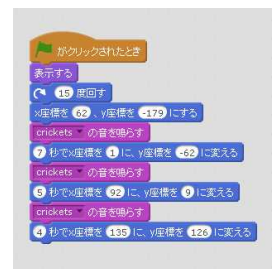 がクリックされたとき
表示する
15 度回す
x座標を 62 、y座標を -179 にする
crickets の音を鳴らす
7 秒でx座標を 1 に、y座標を -62 に変える
crickets の音を鳴らす
5 秒でx座標を 92 に、y座標を 9 に変える
crickets の音を鳴らす
4 秒でx座標を 135 に、y座標を 126 に変える